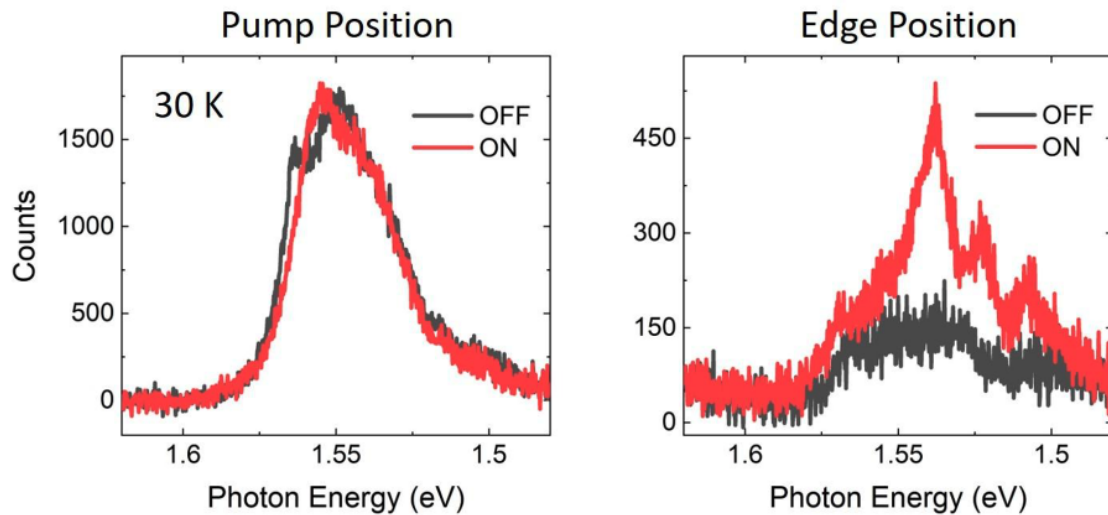 Pump Position
30 K
OFF
ON
1500
1000
500
0
Counts
1.6
1.55
1.5
Photon Energy (eV)
Edge Position
OFF
ON
450
300
150
0
1.6
1.55
1.5
Photon Energy (eV)